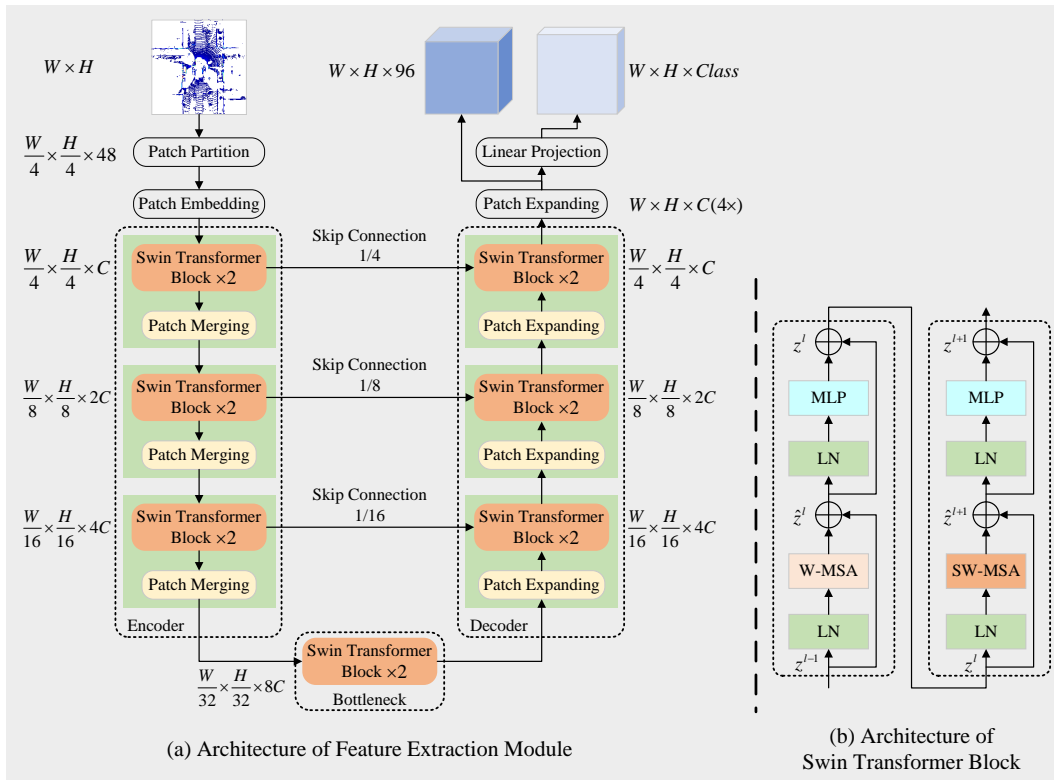 W × H
W × H × 96
W × H × Class
W/4 × H/4 × 48
Patch Partition
Linear Projection
Patch Embedding
Patch Expanding
W × H × C(4×)
W/4 × H/4 × C
Swin Transformer
Block ×2
Skip Connection
1/4
Swin Transformer
Block ×2
W/4 × H/4 × C
Patch Merging
Patch Expanding
W/8 × H/8 × 2C
Swin Transformer
Block ×2
Skip Connection
1/8
Swin Transformer
Block ×2
W/8 × H/8 × 2C
Patch Merging
Patch Expanding
W/16 × H/16 × 4C
Swin Transformer
Block ×2
Skip Connection
1/16
Swin Transformer
Block ×2
W/16 × H/16 × 4C
Patch Merging
Patch Expanding
Encoder
Decoder
W/32 × H/32 × 8C
Swin Transformer
Block ×2
Bottleneck
(a) Architecture of Feature Extraction Module
z^l
MLP
LN
ẑ^l
W-MSA
LN
z^{l-1}
z^{l+1}
MLP
LN
ẑ^{l+1}
SW-MSA
LN
z^l
(b) Architecture of
Swin Transformer Block